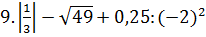 9. |1/3| − √49 + 0,25: (−2)²